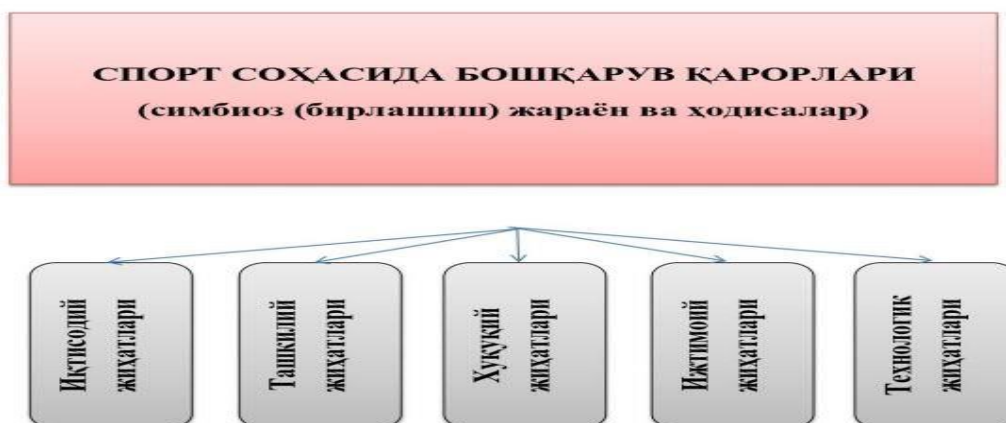 СПОРТ СОҲАСИДА БОШҚАРУВ ҚАРОРЛАРИ
(симбиоз (бирлашиш) жараён ва ҳодисалар)
Иқтисодий
жиҳатлари
Ташкилий
жиҳатлари
Ҳуқуқий
жиҳатлари
Ижтимоий
жиҳатлари
Технологик
жиҳатлари